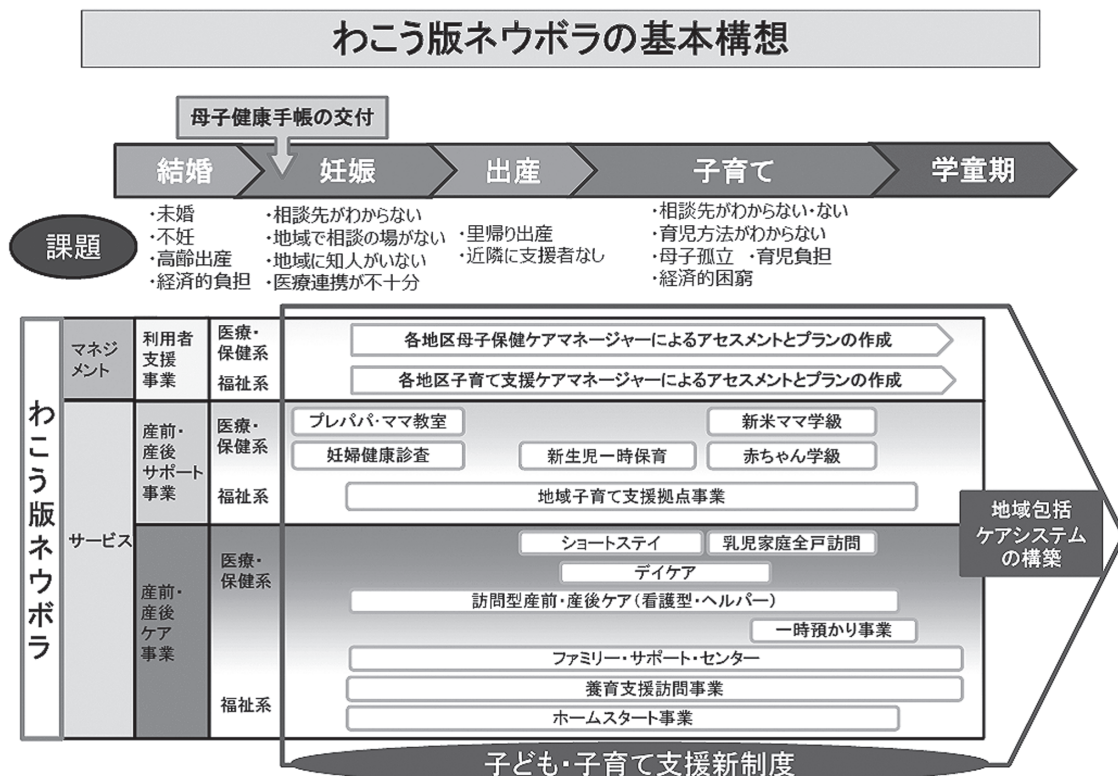 わこう版ネウボラの基本構想
母子健康手帳の交付
結婚
妊娠
出産
子育て
学童期
課題
・未婚
・不妊
・高齢出産
・経済的負担
・相談先がわからない
・地域で相談の場がない
・地域に知人がいない
・医療連携が不十分
・里帰り出産
・近隣に支援者なし
・相談先がわからない・ない
・育児方法がわからない
・母子孤立 ・育児負担
・経済的困窮
わこう版ネウボラ
マネジ
メント
利用者
支援
事業
医療・
保健系
福祉系
各地区母子保健ケアマネージャーによるアセスメントとプランの作成
各地区子育て支援ケアマネージャーによるアセスメントとプランの作成
サービス
産前・
産後
サポート
事業
医療・
保健系
福祉系
プレパパ・ママ教室
新米ママ学級
妊婦健康診査
新生児一時保育
赤ちゃん学級
地域子育て支援拠点事業
産前・
産後
ケア
事業
医療・
保健系
福祉系
ショートステイ
乳児家庭全戸訪問
デイケア
訪問型産前・産後ケア(看護型・ヘルパー)
一時預かり事業
ファミリー・サポート・センター
養育支援訪問事業
ホームスタート事業
地域包括
ケアシステム
の構築
子ども・子育て支援新制度